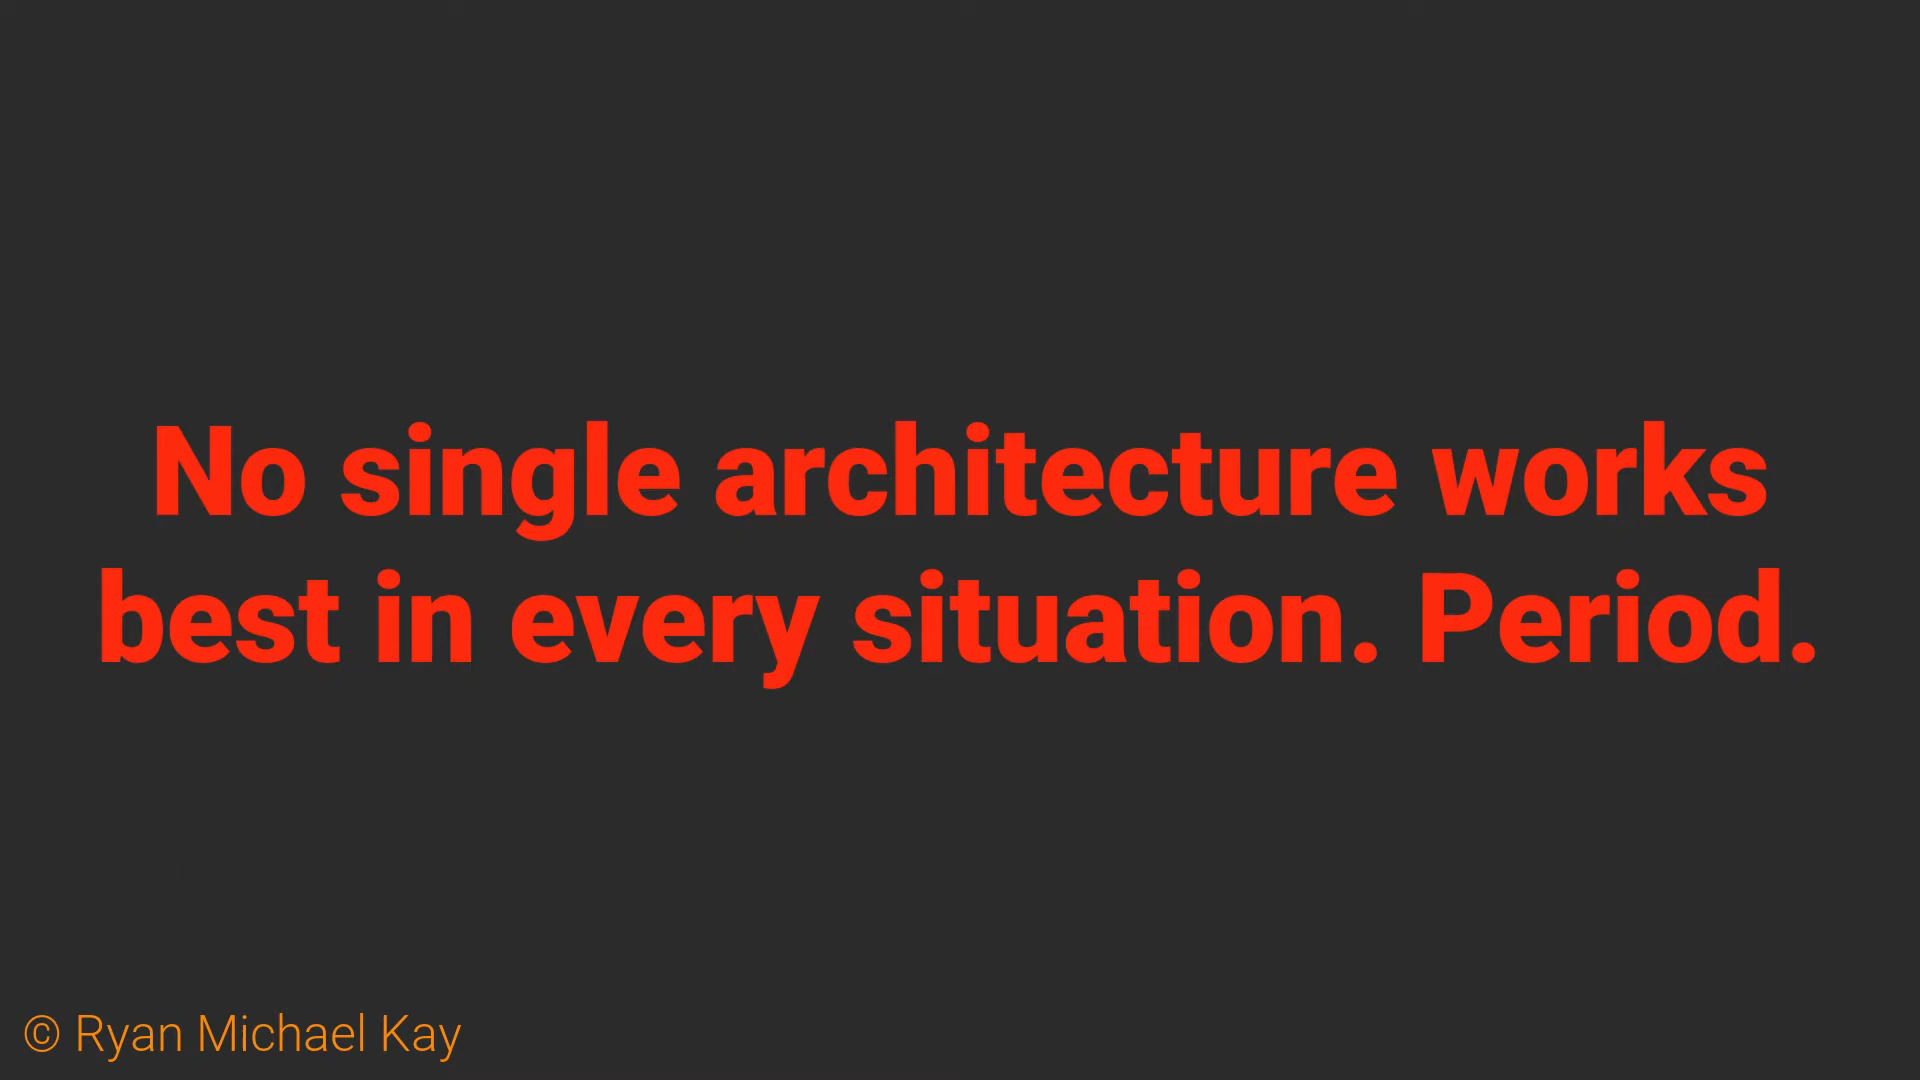 No single architecture works
best in every situation. Period.
© Ryan Michael Kay